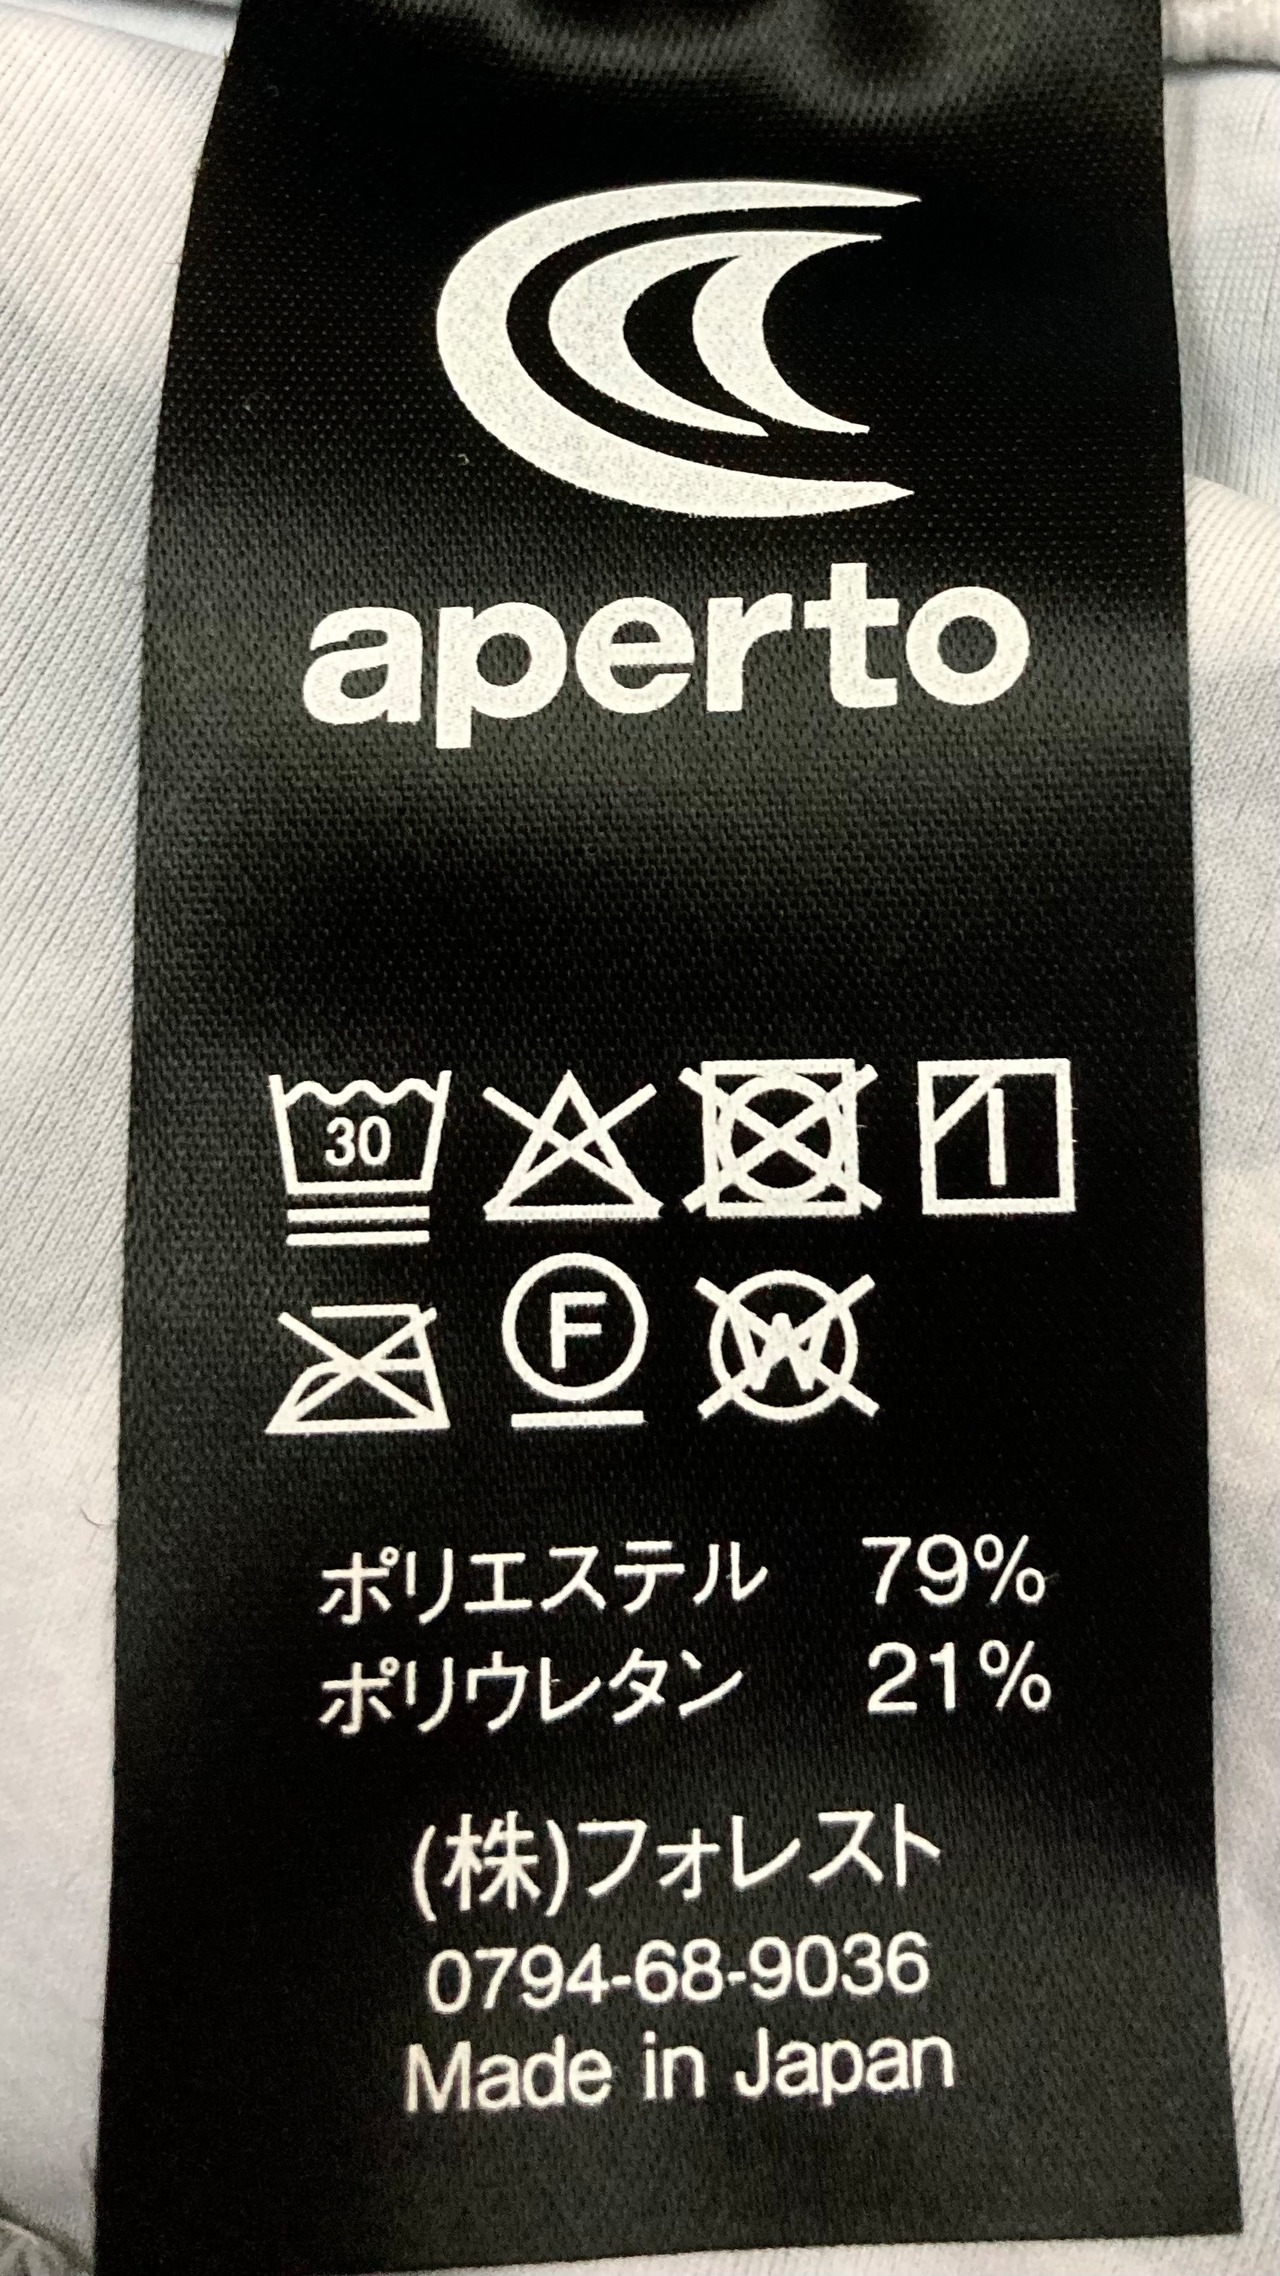 aperto
30
F
W
ポリエステル 79%
ポリウレタン 21%
(株)フォレスト
0794-68-9036
Made in Japan